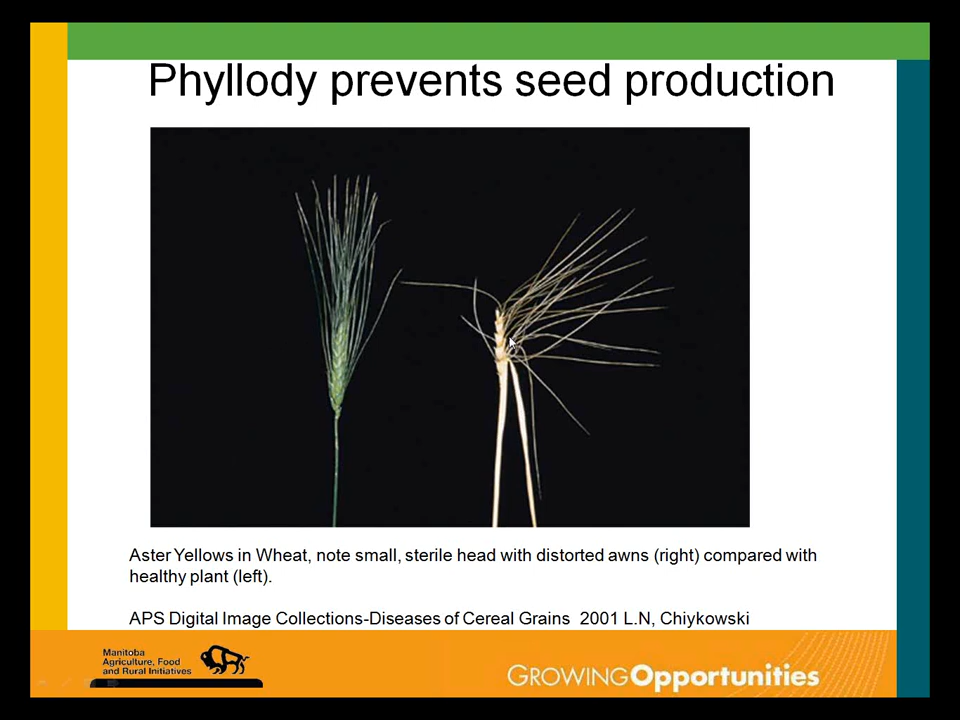 Phyllody prevents seed production
Aster Yellows in Wheat, note small, sterile head with distorted awns (right) compared with
healthy plant (left).
APS Digital Image Collections-Diseases of Cereal Grains 2001 L.N, Chiykowski
Manitoba
Agriculture, Food
and Rural Initiatives
GROWING Opportunities